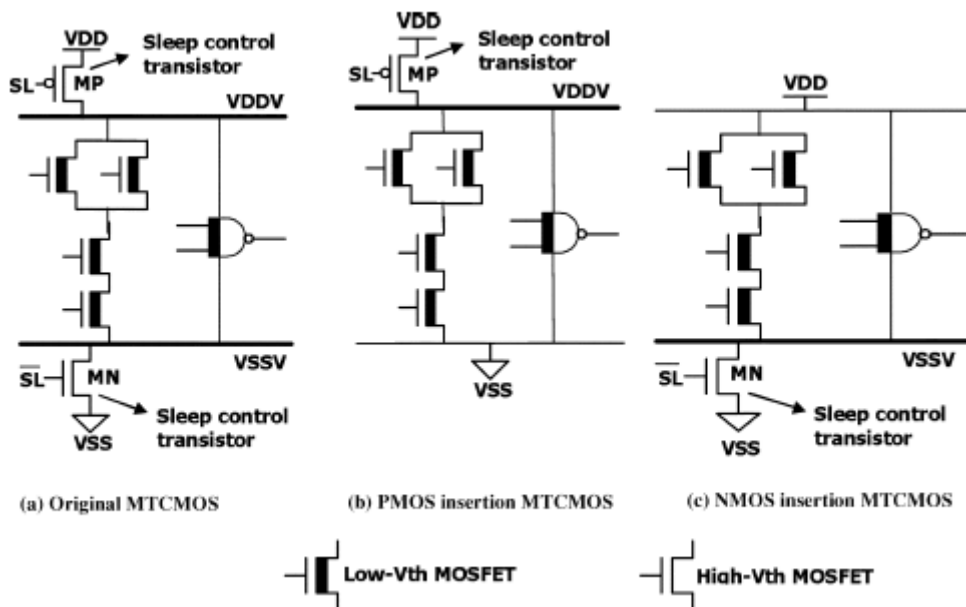 VDD
Sleep control
transistor
SL
MP
VDDV
VSSV
SL
MN
VSS
Sleep control
transistor
(a) Original MTCMOS
VDD
Sleep control
transistor
SL
MP
VDDV
VSS
(b) PMOS insertion MTCMOS
VDD
VSSV
SL
MN
VSS
Sleep control
transistor
(c) NMOS insertion MTCMOS
Low-Vth MOSFET
High-Vth MOSFET